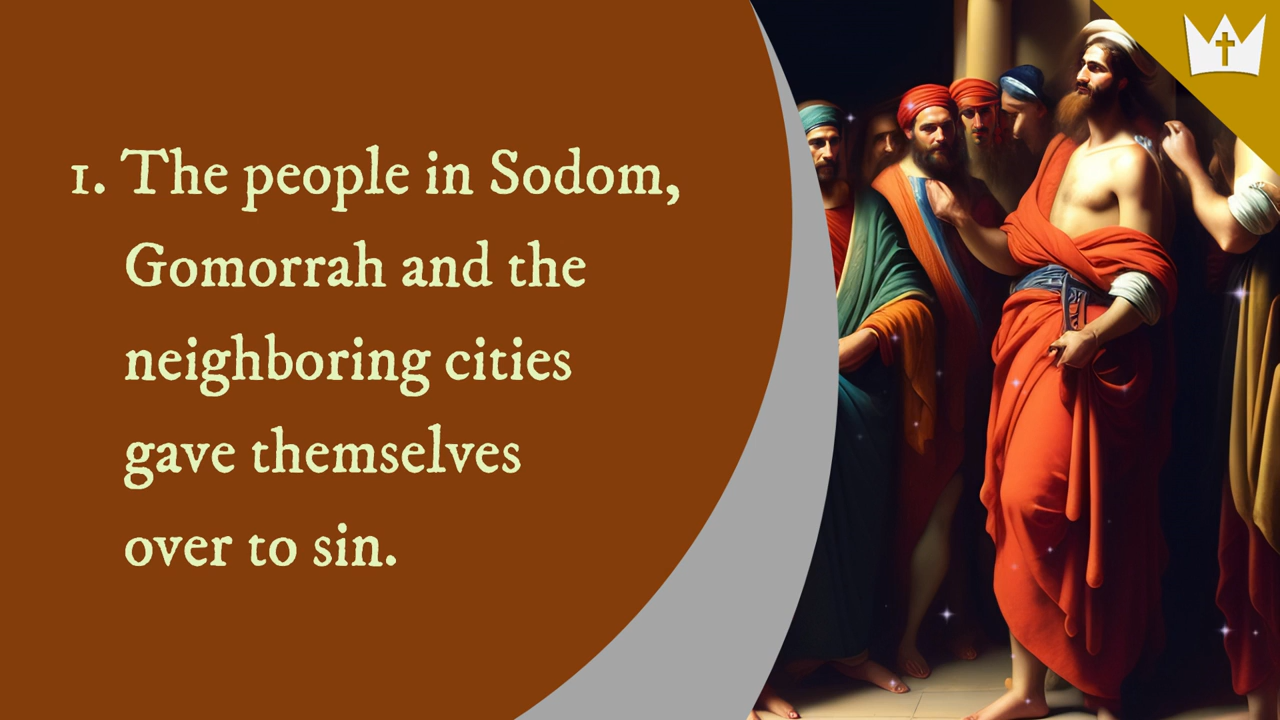 1. The people in Sodom,
Gomorrah and the
neighboring cities
gave themselves
over to sin.